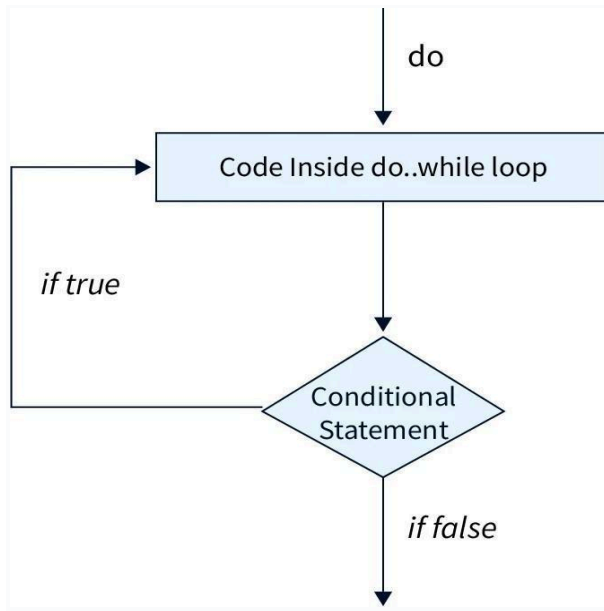 do
Code Inside do..while loop
if true
Conditional
Statement
if false